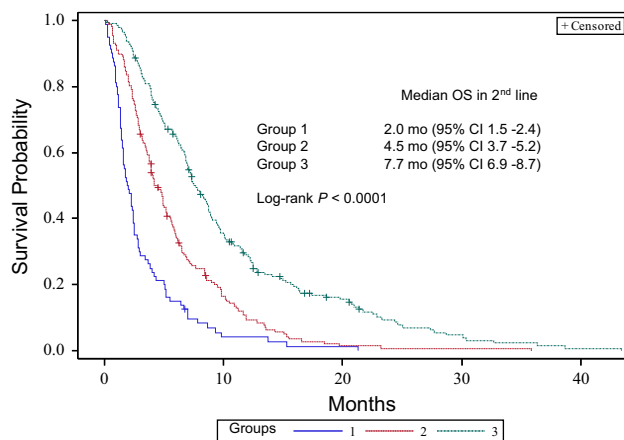 + Censored
1.0
0.8
0.6
0.4
0.2
0.0
Survival Probability
Median OS in 2nd line
Group 1 2.0 mo (95% CI 1.5 -2.4)
Group 2 4.5 mo (95% CI 3.7 -5.2)
Group 3 7.7 mo (95% CI 6.9 -8.7)
Log-rank P < 0.0001
0 10 20 30 40
Months
Groups 1 2 3